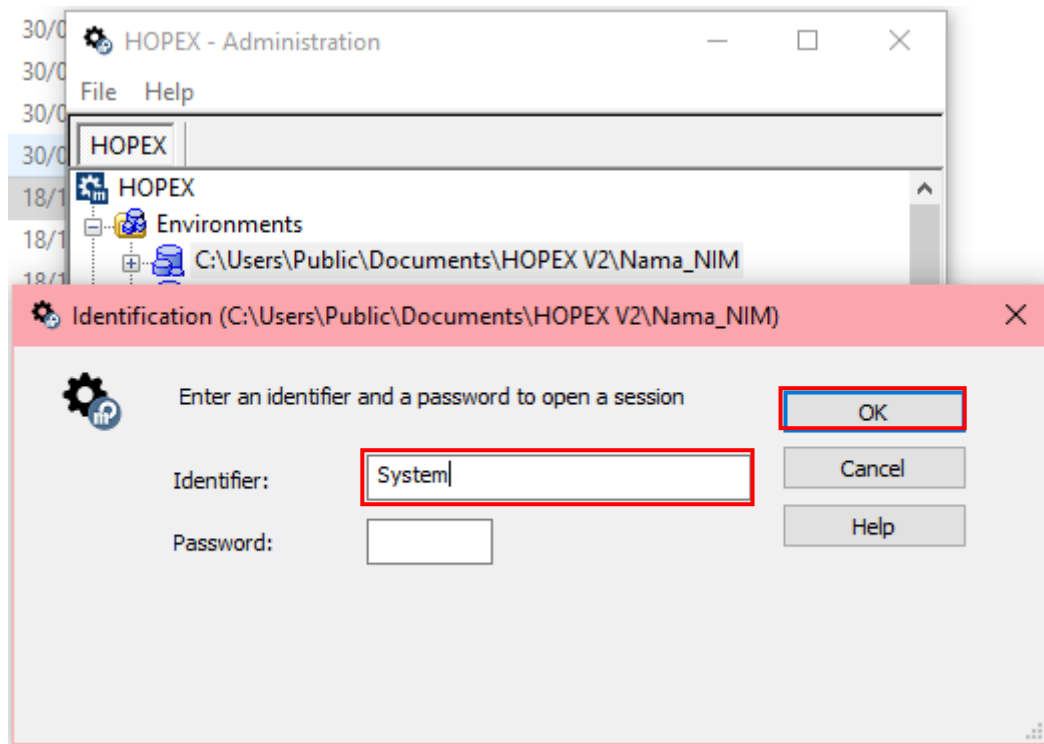 30/0
HOPEX - Administration
30/0
File Help
30/0
HOPEX
30/0
HOPEX
18/1
Environments
18/1
C:\Users\Public\Documents\HOPEX V2\Nama_NIM
18/1
Identification (C:\Users\Public\Documents\HOPEX V2\Nama_NIM)
Enter an identifier and a password to open a session
OK
Identifier: System
Cancel
Password:
Help